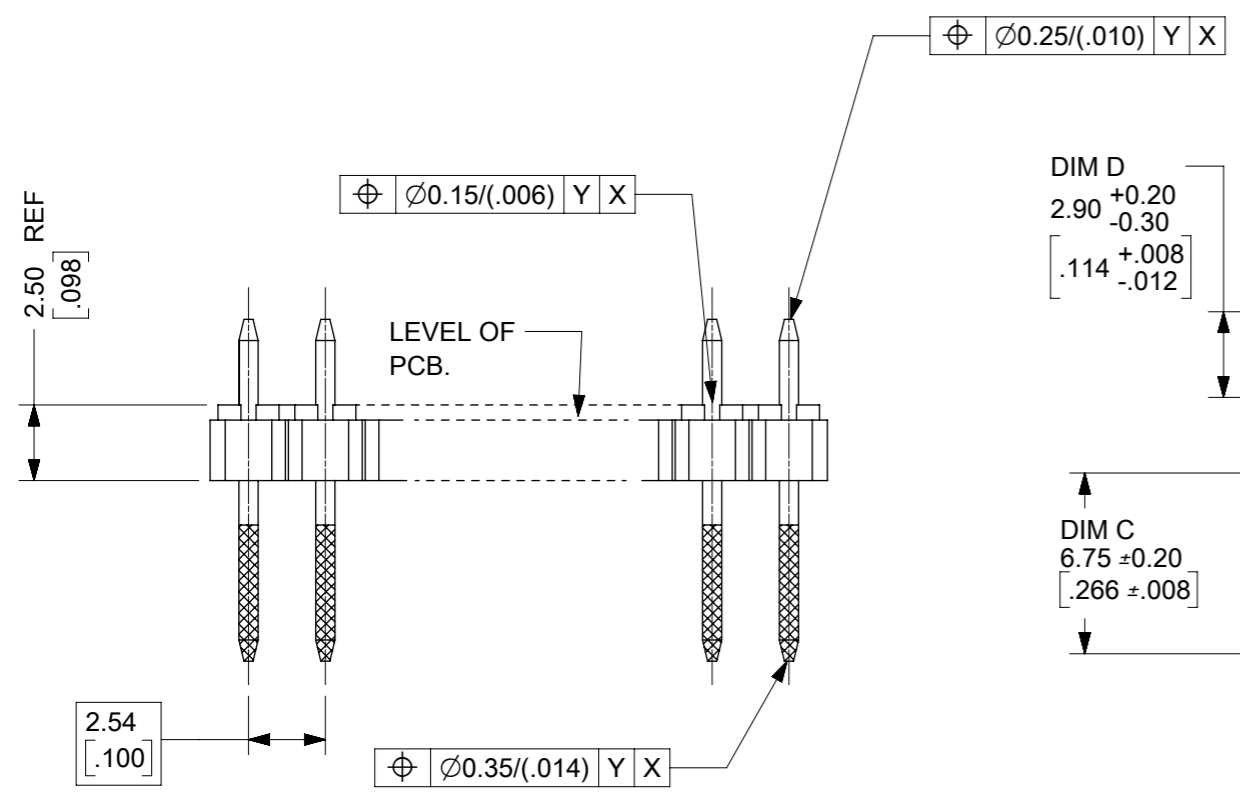 ⌖ ∅0.25/(.010) Y X
DIM D
2.90 +0.20 -0.30
[.114 +.008 -.012]
⌖ ∅0.15/(.006) Y X
2.50 REF
[.098]
LEVEL OF
PCB.
DIM C
6.75 ±0.20
[.266 ±.008]
2.54
[.100]
⌖ ∅0.35/(.014) Y X